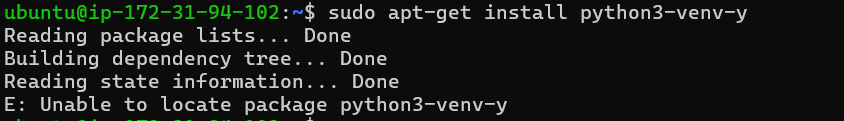 ubuntu@ip-172-31-94-102:~$ sudo apt-get install python3-venv-y
Reading package lists... Done
Building dependency tree... Done
Reading state information... Done
E: Unable to locate package python3-venv-y